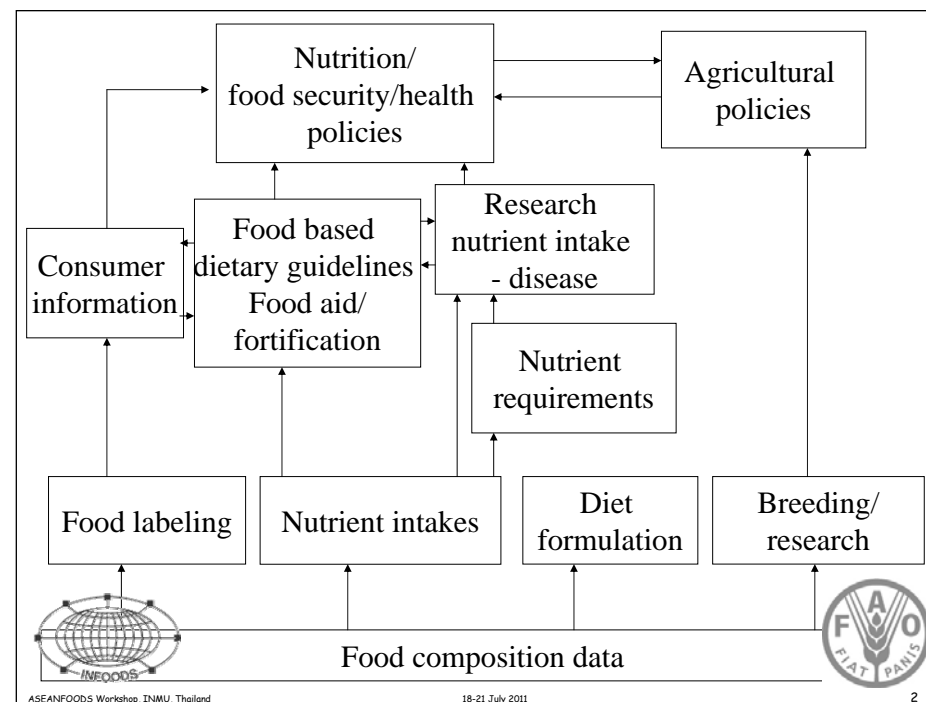 Nutrition/
food security/health
policies
Agricultural
policies
Consumer
information
Food based
dietary guidelines
Food aid/
fortification
Research
nutrient intake
- disease
Nutrient
requirements
Food labeling
Nutrient intakes
Diet
formulation
Breeding/
research
INFOODS
Food composition data
F A O
FIAT PANIS
ASEANFOODS Workshop, INMU, Thailand
18-21 July 2011
2